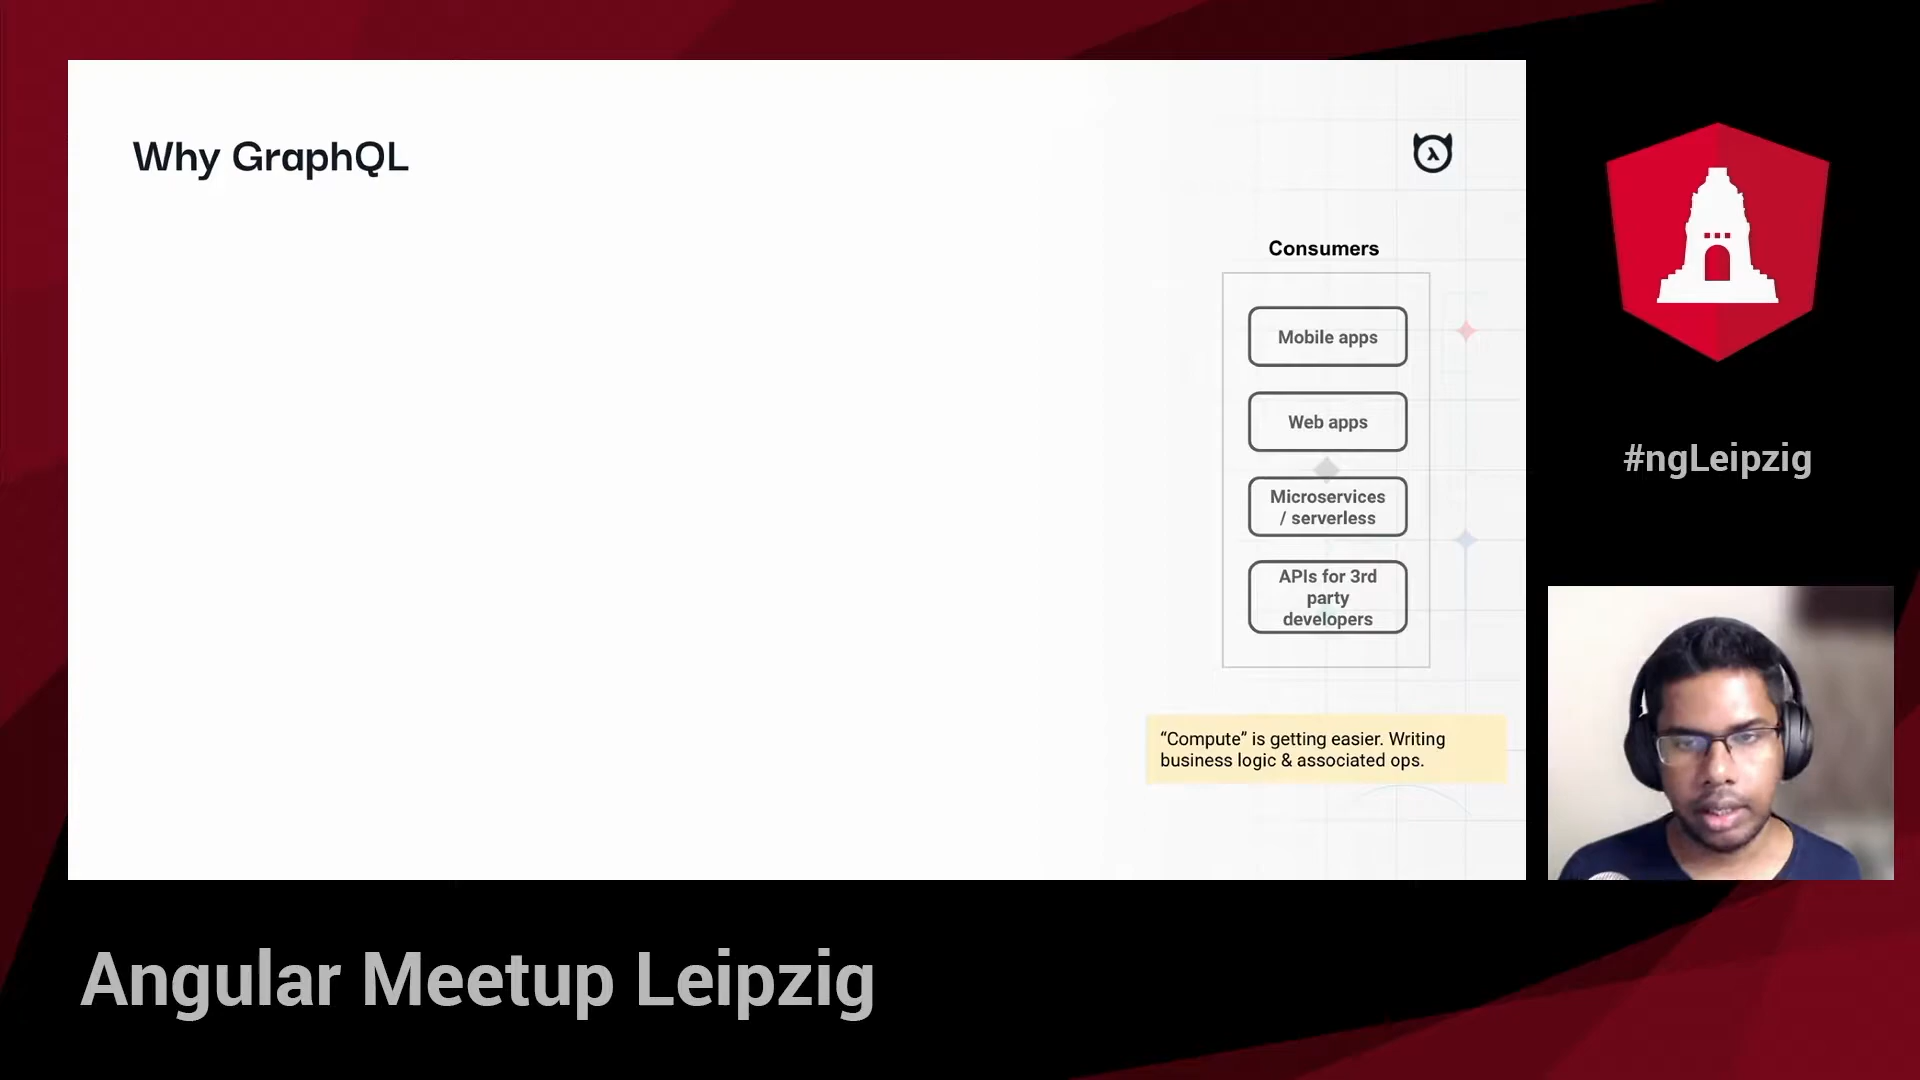 Why GraphQL
λ
Consumers
Mobile apps
Web apps
Microservices
/ serverless
APIs for 3rd
party
developers
“Compute” is getting easier. Writing
business logic & associated ops.
#ngLeipzig
Angular Meetup Leipzig